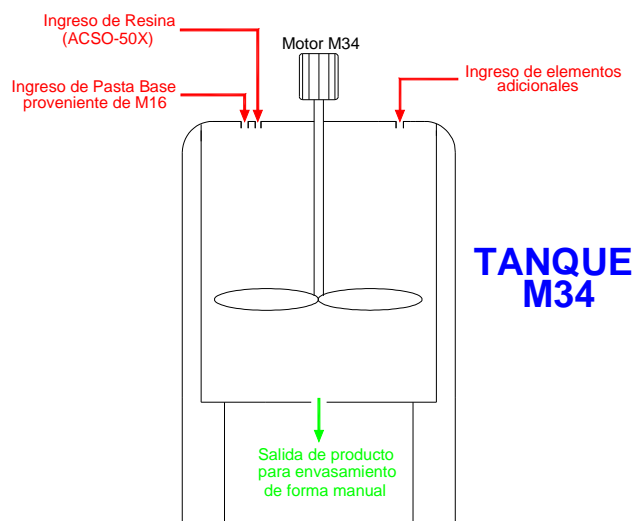 Ingreso de Resina
(ACSO-50X)
Motor M34
Ingreso de Pasta Base
proveniente de M16
Ingreso de elementos
adicionales
TANQUE
M34
Salida de producto
para envasamiento
de forma manual